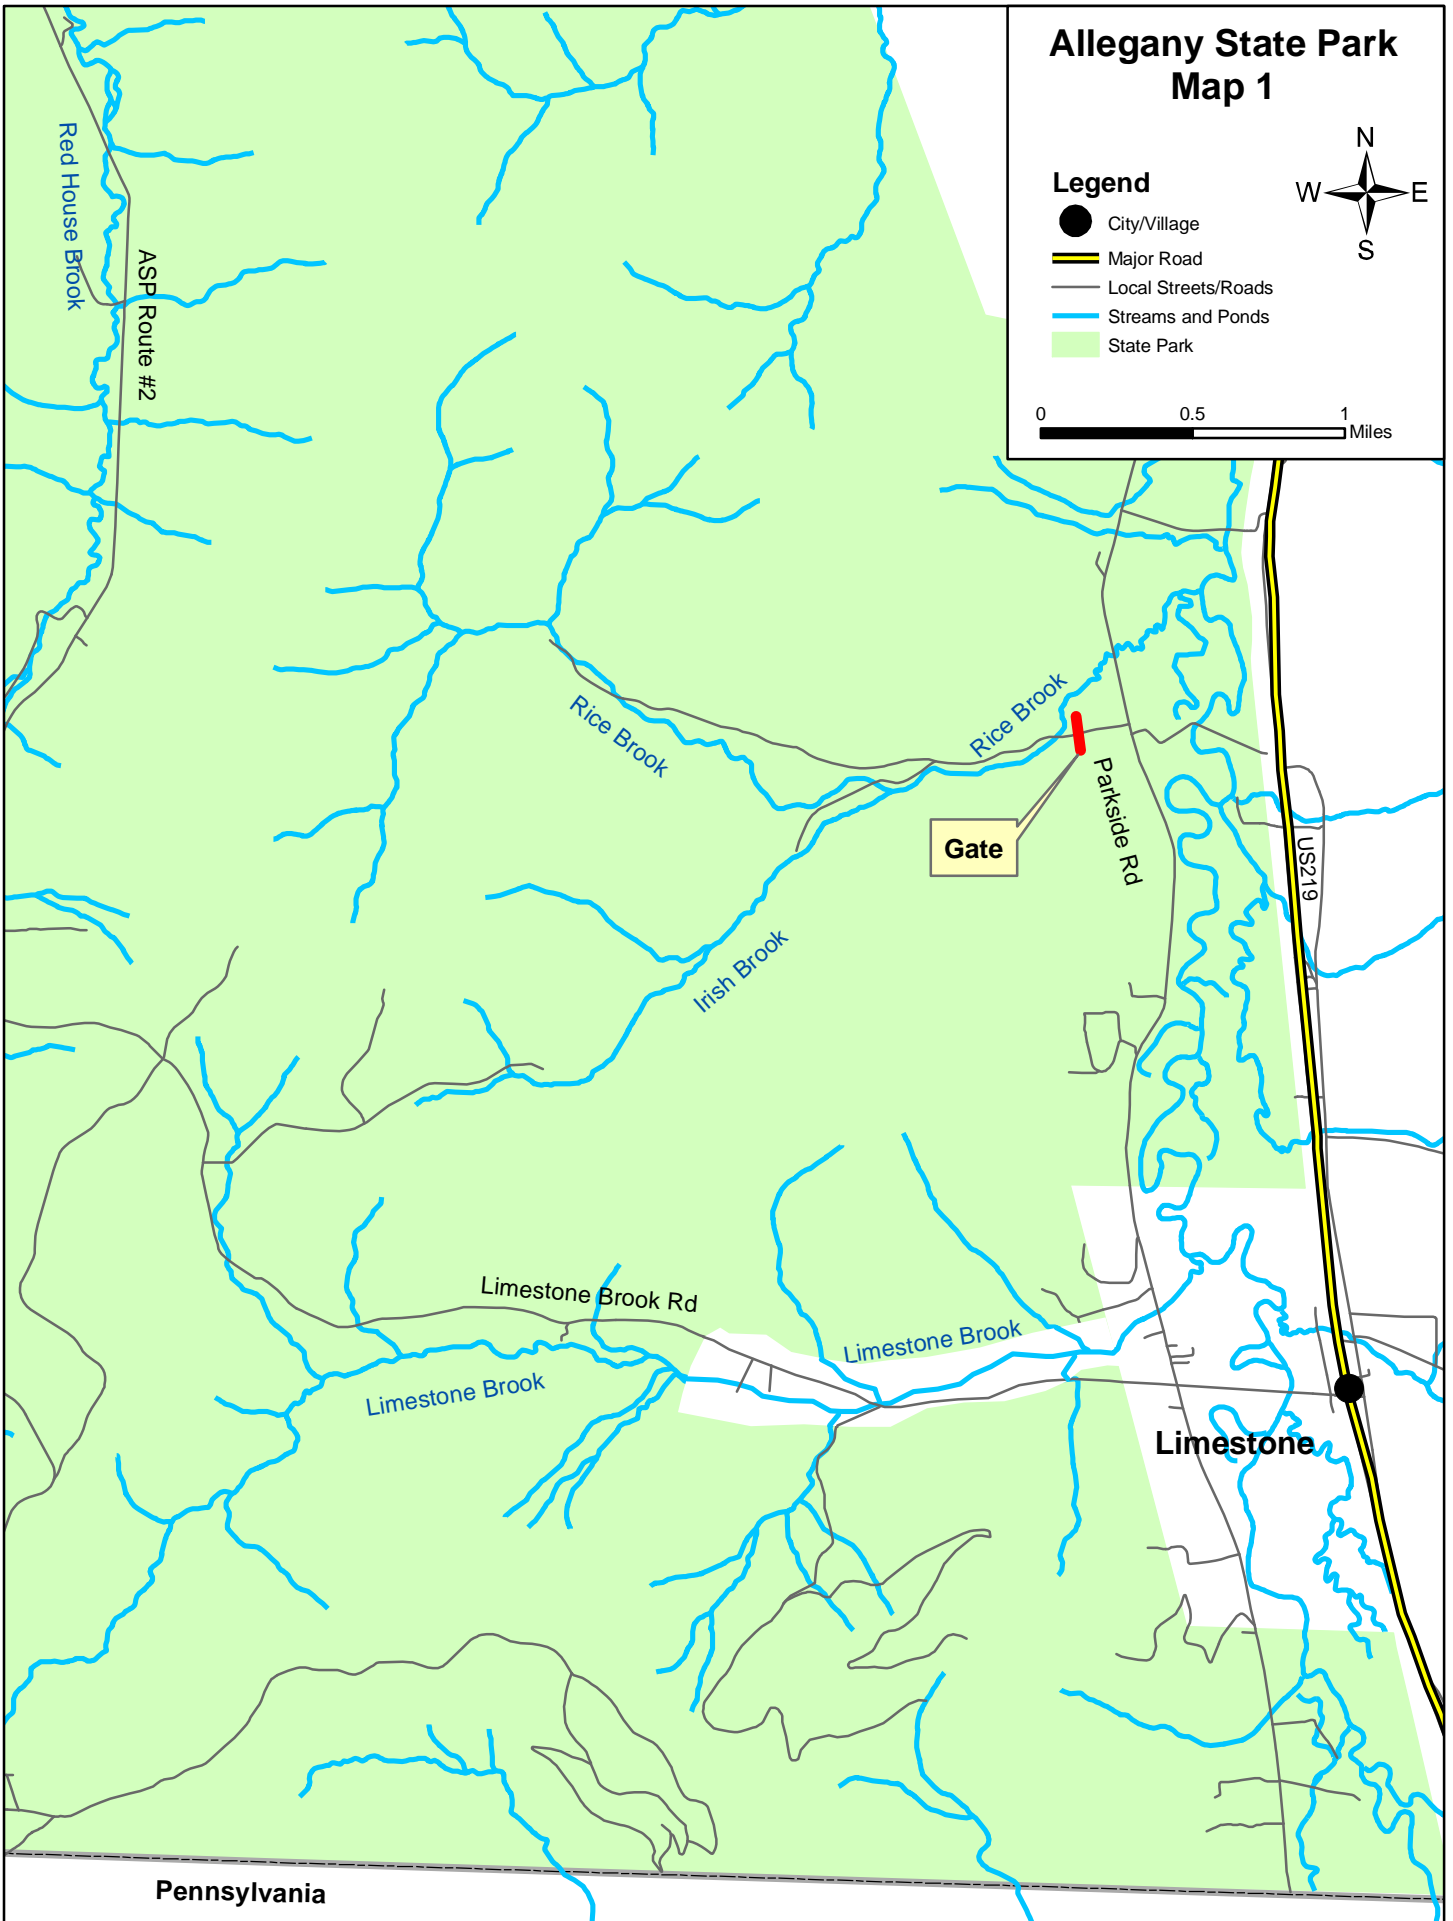 Allegany State Park
Map 1
N
W
E
S
Legend
City/Village
Major Road
Local Streets/Roads
Streams and Ponds
State Park
0
0.5
1
Miles
Red House Brook
ASP Route #2
Rice Brook
Rice Brook
Parkside Rd
Gate
US219
Irish Brook
Limestone Brook Rd
Limestone Brook
Limestone Brook
Limestone
Pennsylvania